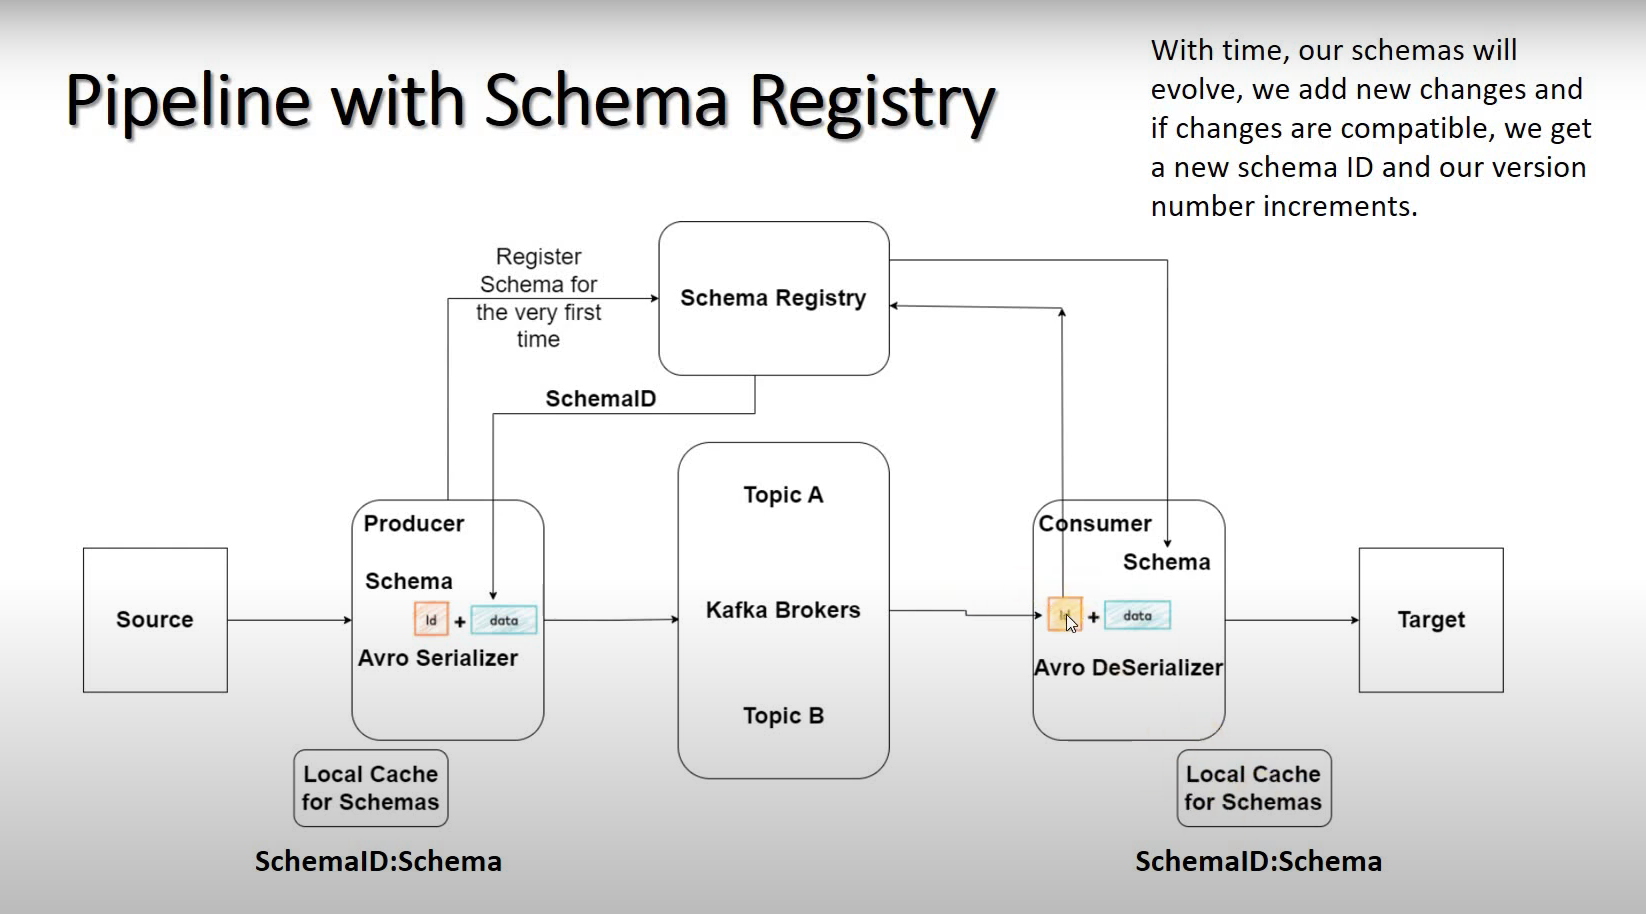 Pipeline with Schema Registry
With time, our schemas will
evolve, we add new changes and
if changes are compatible, we get
a new schema ID and our version
number increments.
Register
Schema for
the very first
time
Schema Registry
SchemaID
Source
Producer
Schema
Id + data
Avro Serializer
Topic A
Kafka Brokers
Topic B
Consumer
Schema
Id + data
Avro DeSerializer
Target
Local Cache
for Schemas
SchemaID:Schema
Local Cache
for Schemas
SchemaID:Schema